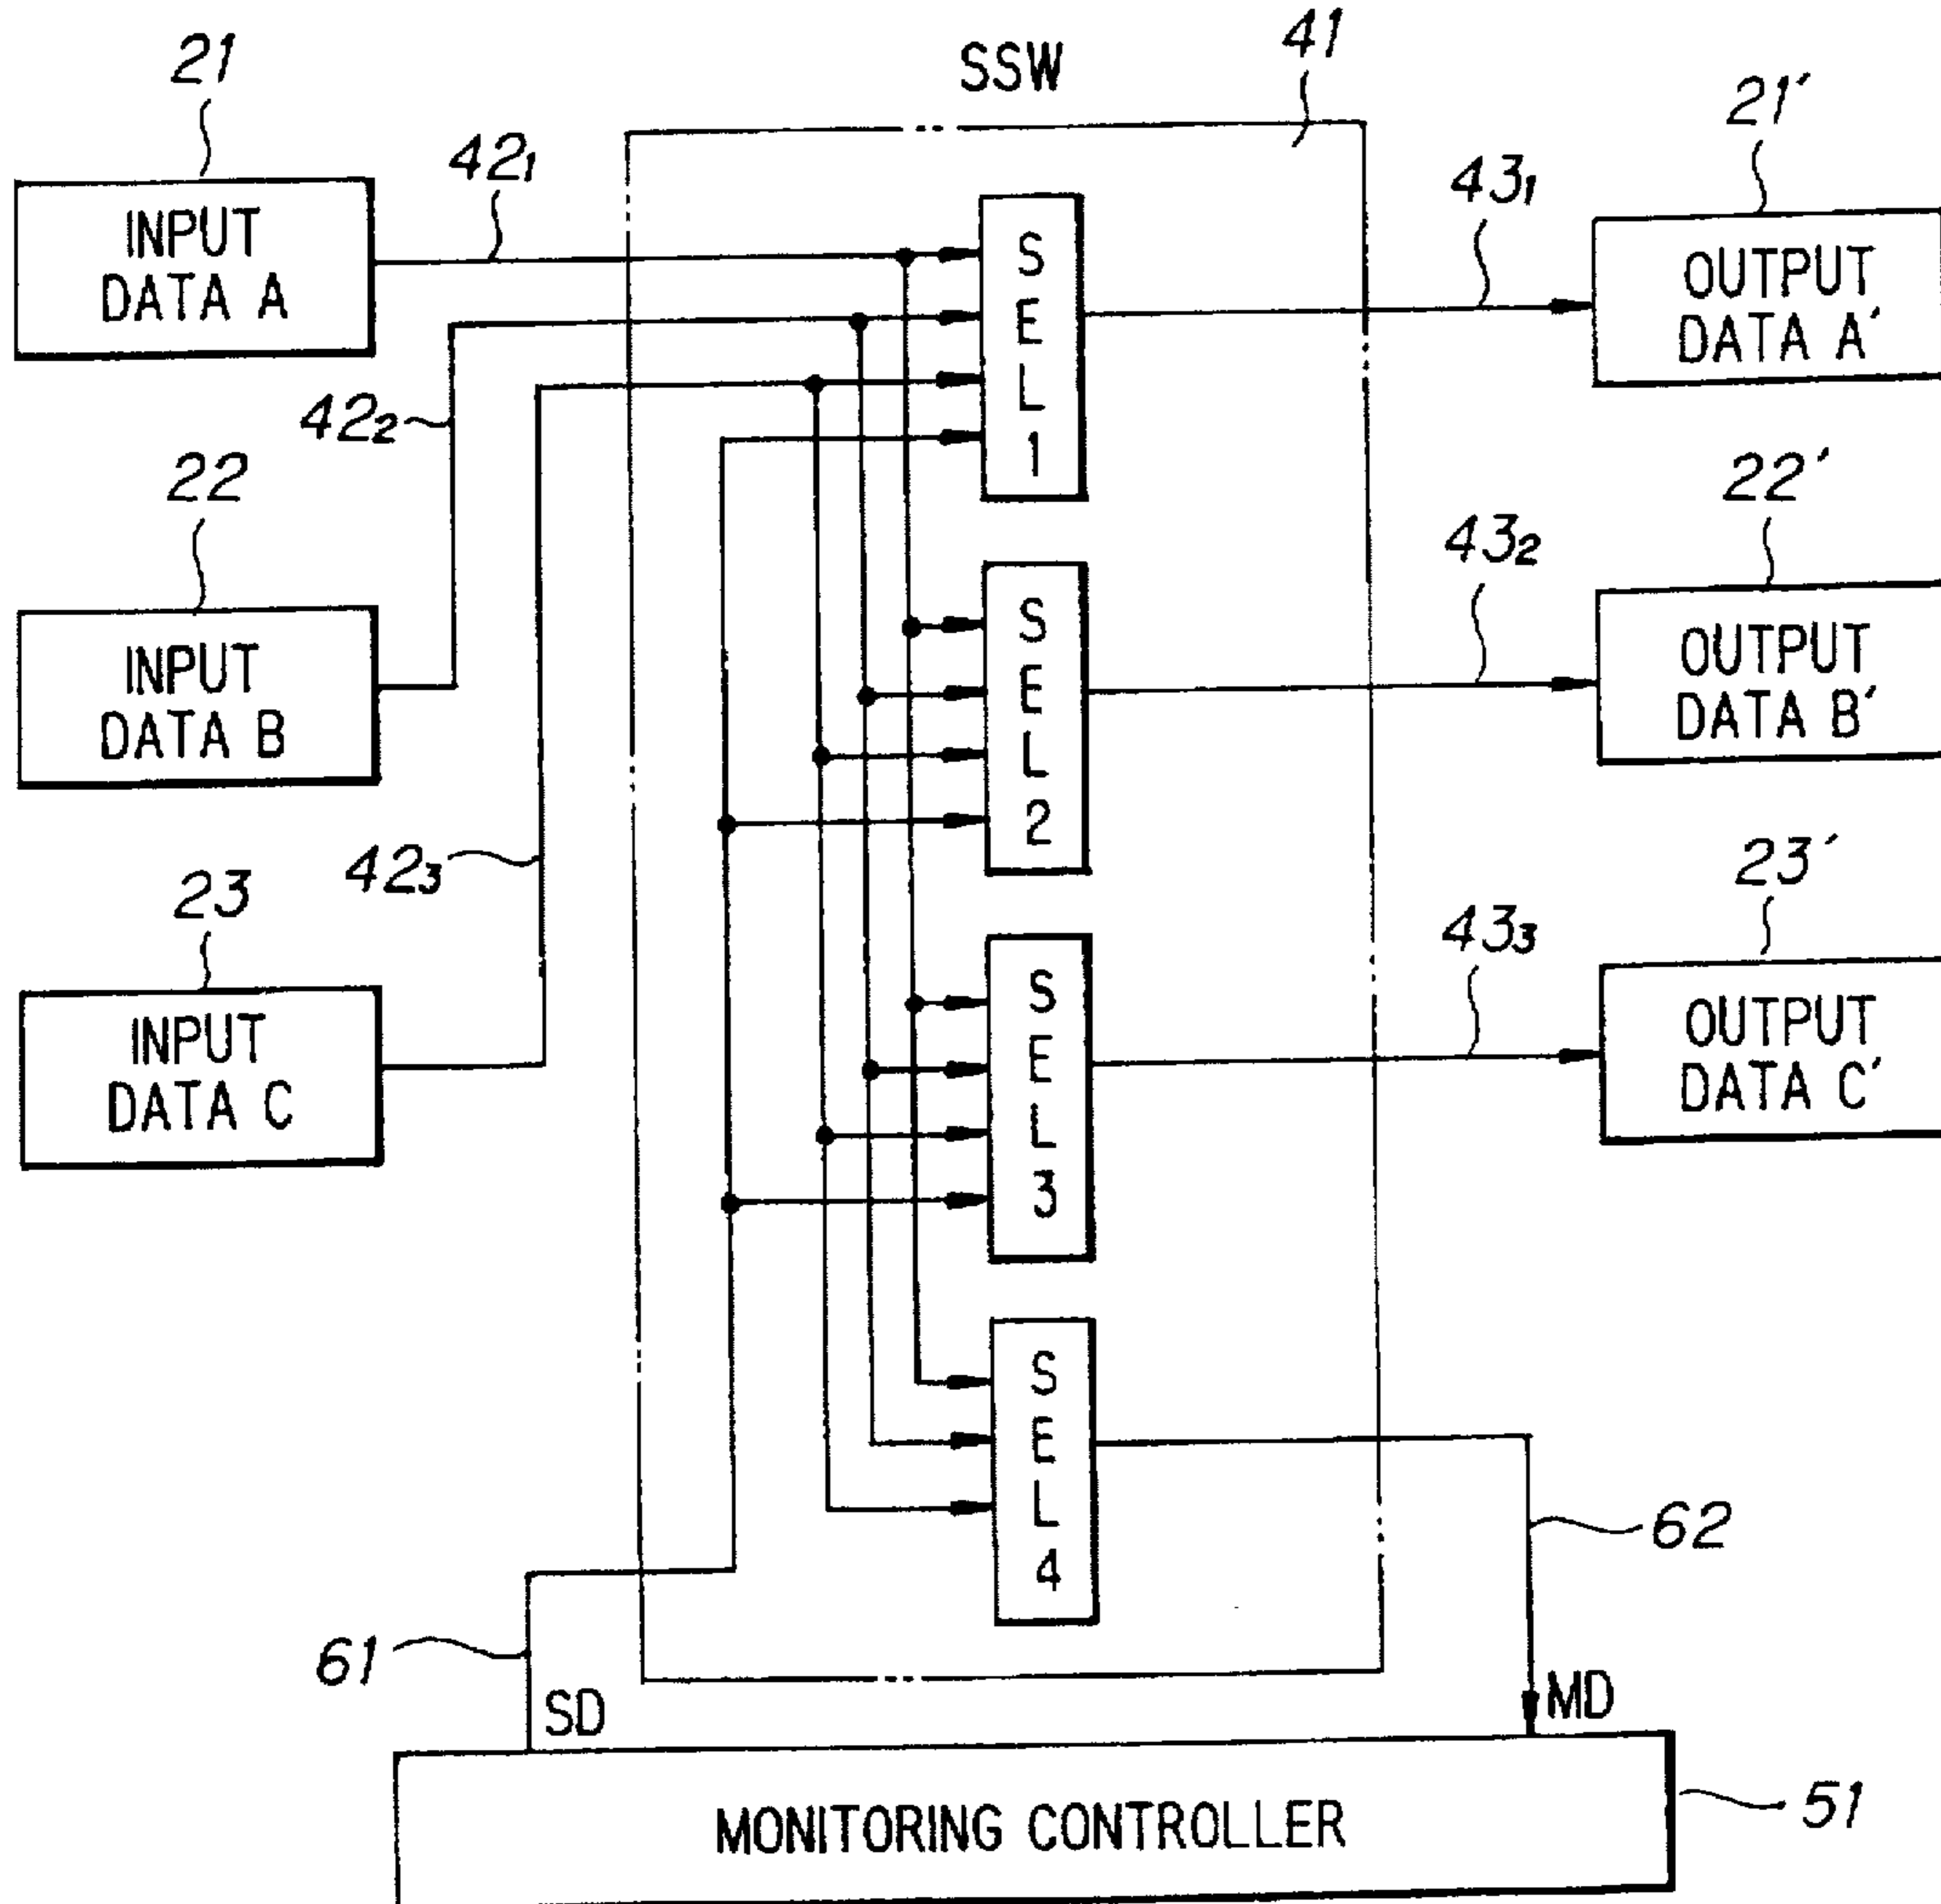 SSW
41
21
INPUT
DATA A
42₁
42₂
22
INPUT
DATA B
42₃
23
INPUT
DATA C
S
E
L
1
S
E
L
2
S
E
L
3
S
E
L
4
43₁
21′
OUTPUT
DATA A′
43₂
22′
OUTPUT
DATA B′
43₃
23′
OUTPUT
DATA C′
62
61
SD
MD
MONITORING CONTROLLER
51